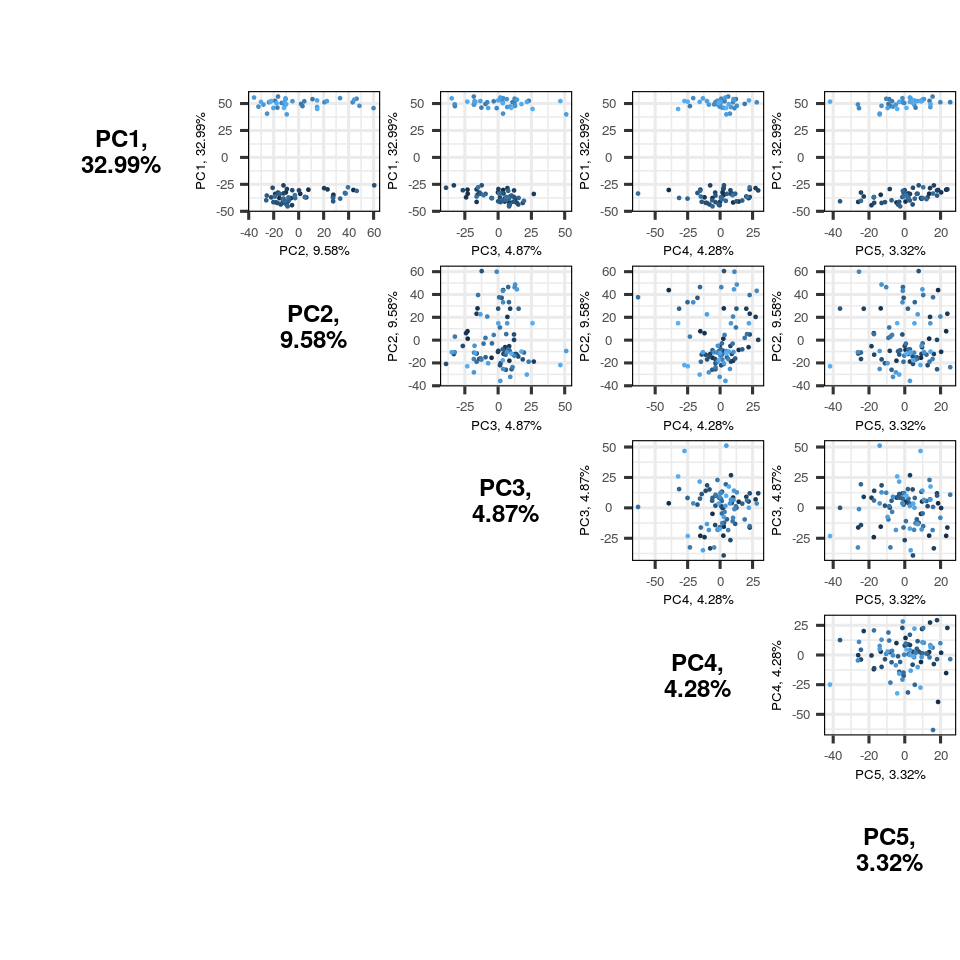 PC1,
32.99%
PC1, 32.99%
50
25
0
-25
-50
-40 -20 0 20 40 60
PC2, 9.58%
PC1, 32.99%
50
25
0
-25
-50
-25 0 25 50
PC3, 4.87%
PC1, 32.99%
50
25
0
-25
-50
-50 -25 0 25
PC4, 4.28%
PC1, 32.99%
50
25
0
-25
-50
-40 -20 0 20
PC5, 3.32%
PC2,
9.58%
PC2, 9.58%
60
40
20
0
-20
-40
-25 0 25 50
PC3, 4.87%
PC2, 9.58%
60
40
20
0
-20
-40
-50 -25 0 25
PC4, 4.28%
PC2, 9.58%
60
40
20
0
-20
-40
-40 -20 0 20
PC5, 3.32%
PC3,
4.87%
PC3, 4.87%
50
25
0
-25
-50 -25 0 25
PC4, 4.28%
PC3, 4.87%
50
25
0
-25
-40 -20 0 20
PC5, 3.32%
PC4,
4.28%
PC4, 4.28%
25
0
-25
-50
-40 -20 0 20
PC5, 3.32%
PC5,
3.32%